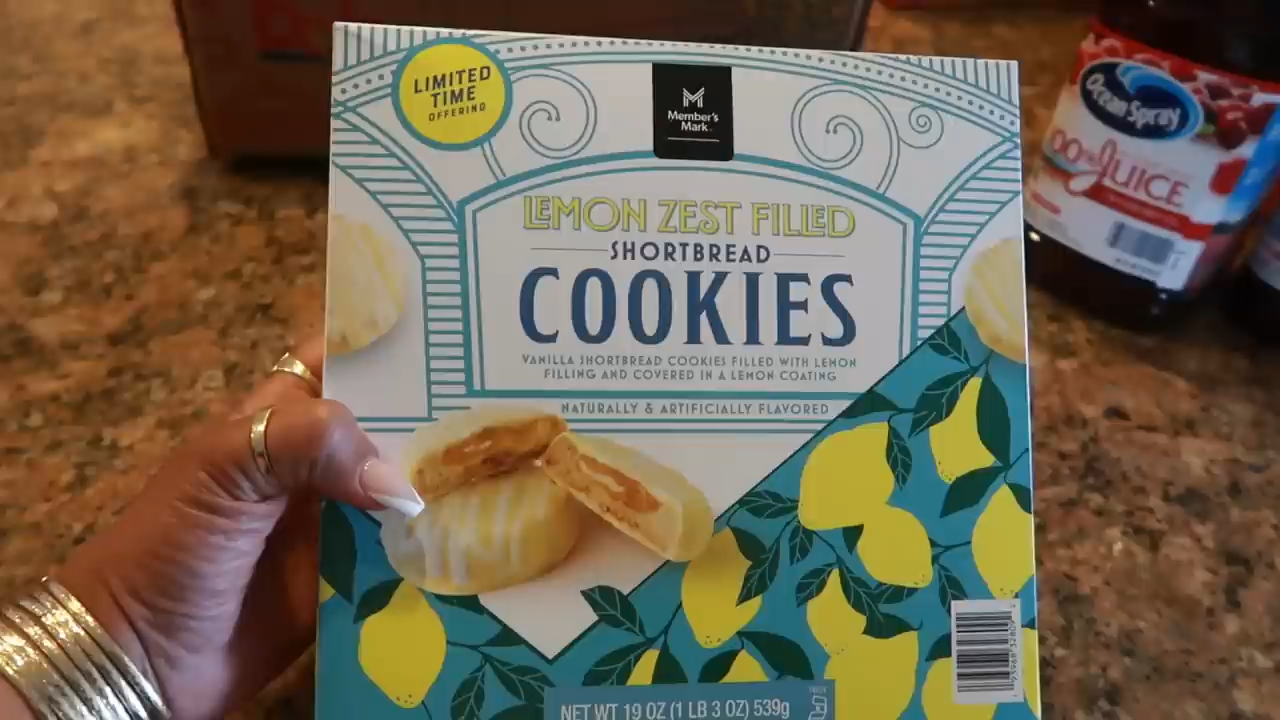 LIMITED
TIME
OFFERING
Member's
Mark
LEMON ZEST FILLED
SHORTBREAD
COOKIES
VANILLA SHORTBREAD COOKIES FILLED WITH LEMON
FILLING AND COVERED IN A LEMON COATING
NATURALLY & ARTIFICIALLY FLAVORED
NET WT 19 OZ (1 LB 3 OZ) 539g
Ocean Spray
JUICE